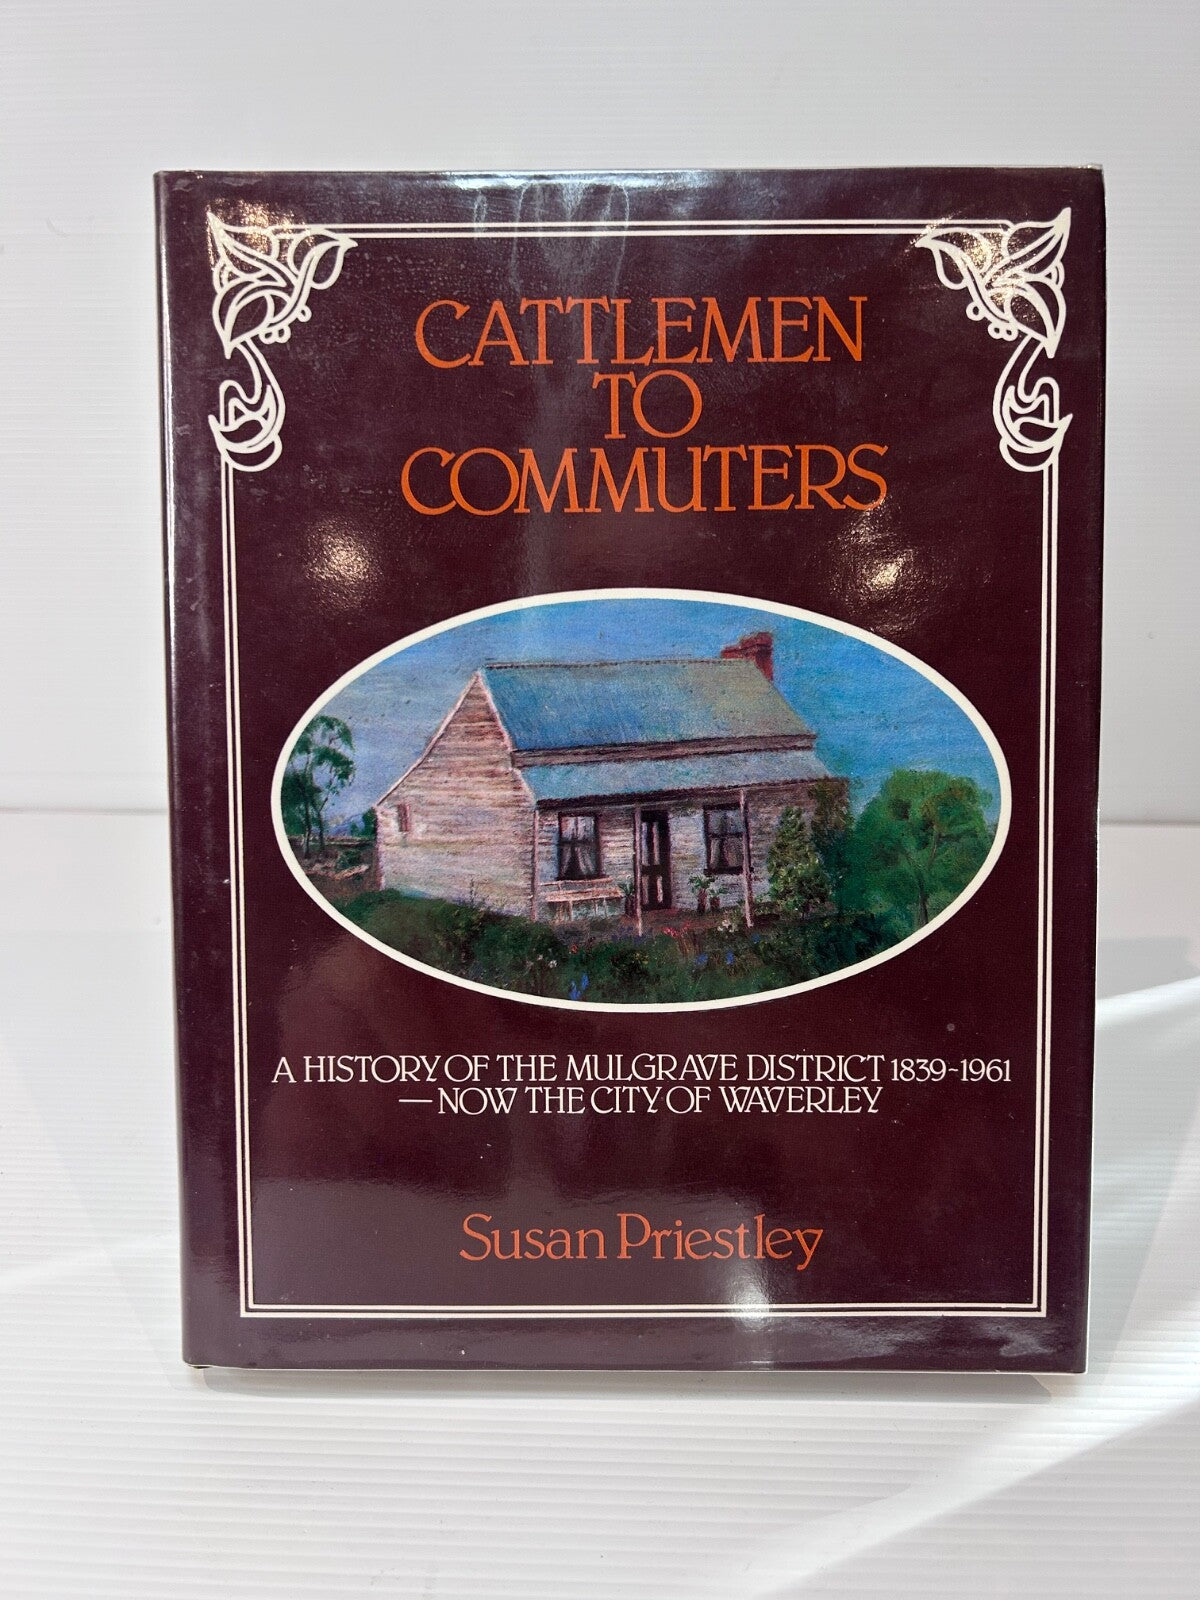 CATTLEMEN
TO
COMMUTERS
A HISTORY OF THE MULGRAVE DISTRICT 1839-1961
— NOW THE CITY OF WAVERLEY
Susan Priestley